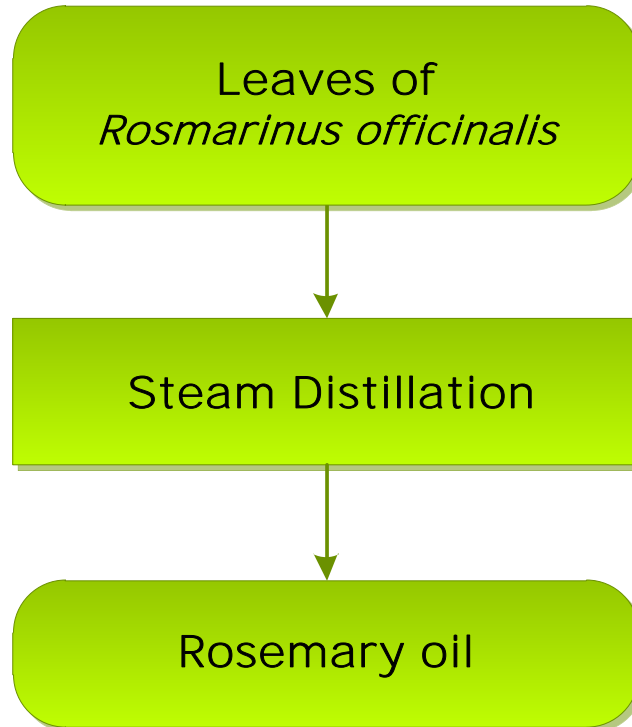 Leaves of
Rosmarinus officinalis
Steam Distillation
Rosemary oil